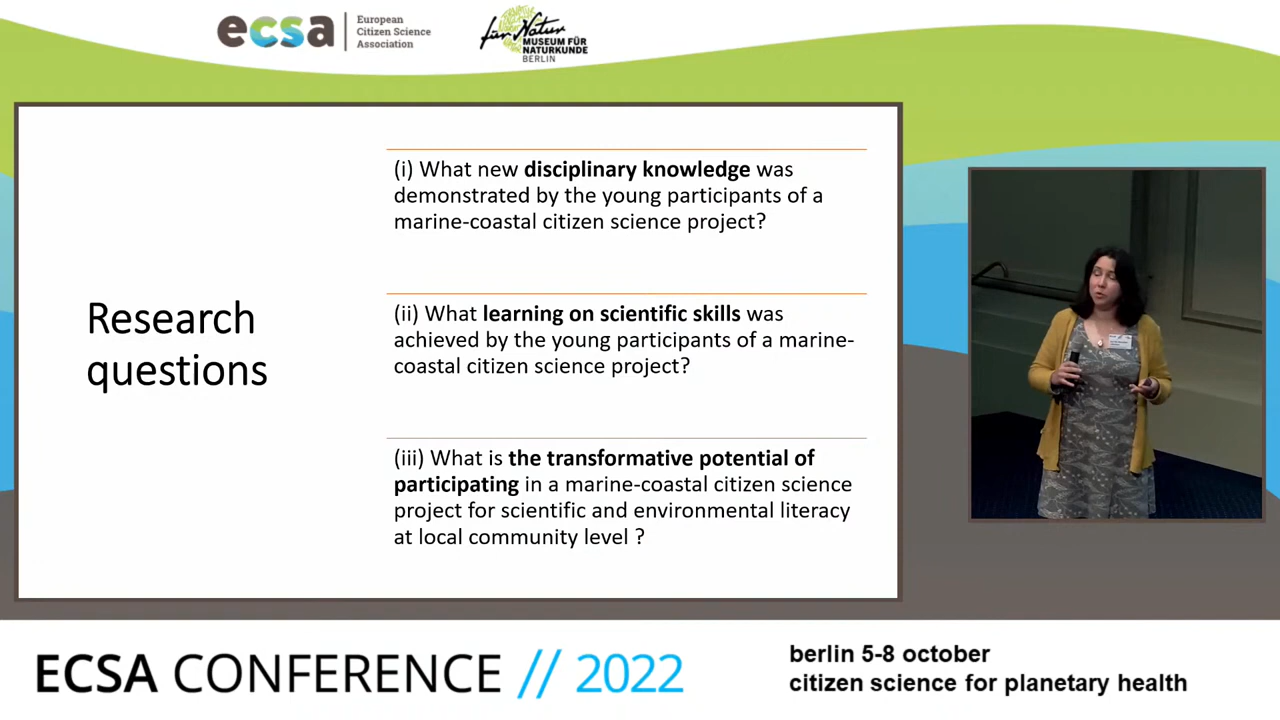 ecsa
European
Citizen Science
Association
für Natur
MUSEUM FÜR
NATURKUNDE
BERLIN
Research
questions
(i) What new disciplinary knowledge was
demonstrated by the young participants of a
marine-coastal citizen science project?
(ii) What learning on scientific skills was
achieved by the young participants of a marine-
coastal citizen science project?
(iii) What is the transformative potential of
participating in a marine-coastal citizen science
project for scientific and environmental literacy
at local community level ?
ECSA CONFERENCE // 2022
berlin 5-8 october
citizen science for planetary health